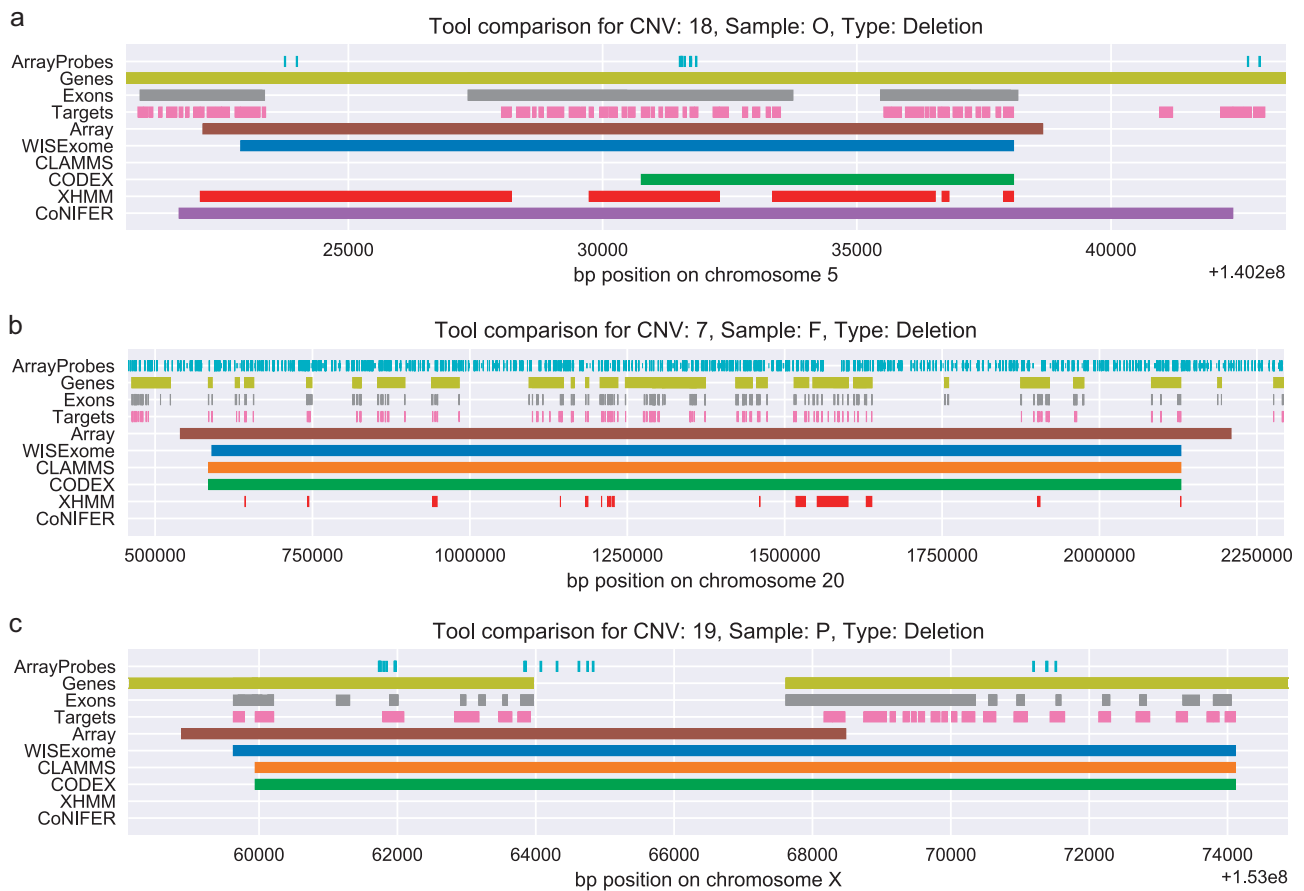 a
Tool comparison for CNV: 18, Sample: O, Type: Deletion
ArrayProbes
Genes
Exons
Targets
Array
WISExome
CLAMMS
CODEX
XHMM
CoNIFER
25000 30000 35000 40000
bp position on chromosome 5
+1.402e8
b
Tool comparison for CNV: 7, Sample: F, Type: Deletion
ArrayProbes
Genes
Exons
Targets
Array
WISExome
CLAMMS
CODEX
XHMM
CoNIFER
500000 750000 1000000 1250000 1500000 1750000 2000000 2250000
bp position on chromosome 20
c
Tool comparison for CNV: 19, Sample: P, Type: Deletion
ArrayProbes
Genes
Exons
Targets
Array
WISExome
CLAMMS
CODEX
XHMM
CoNIFER
60000 62000 64000 66000 68000 70000 72000 74000
bp position on chromosome X
+1.53e8